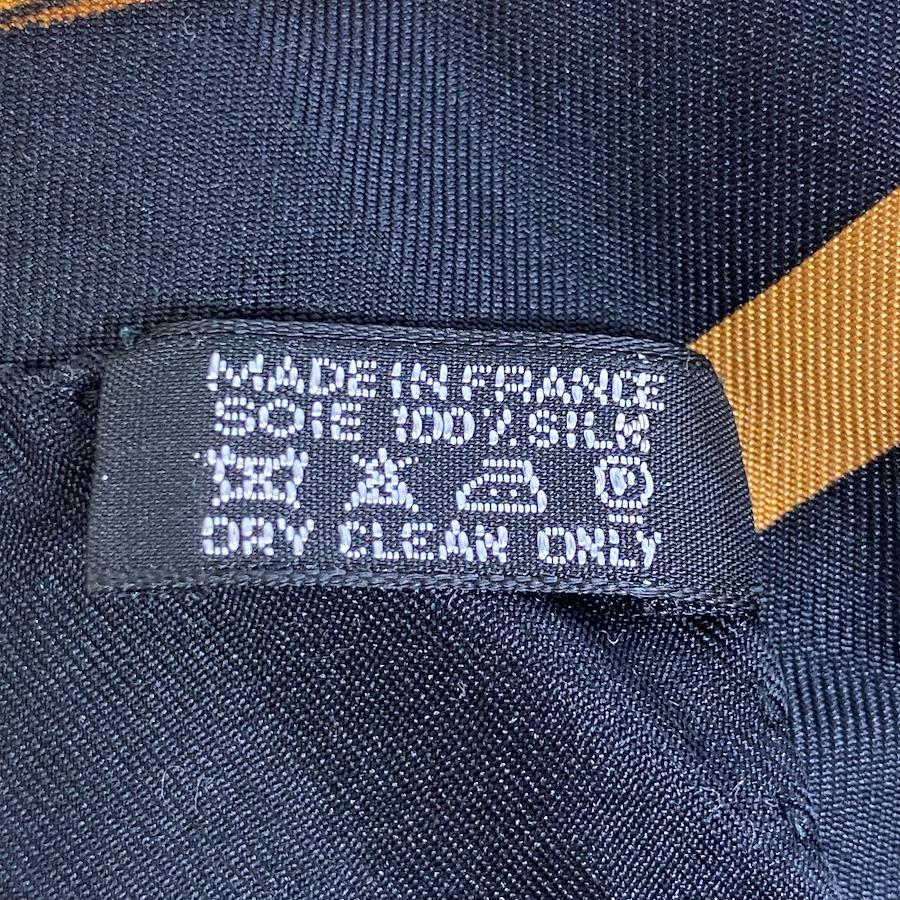 MADE IN FRANCE
SOIE 100% SILK
DRY CLEAN ONLY